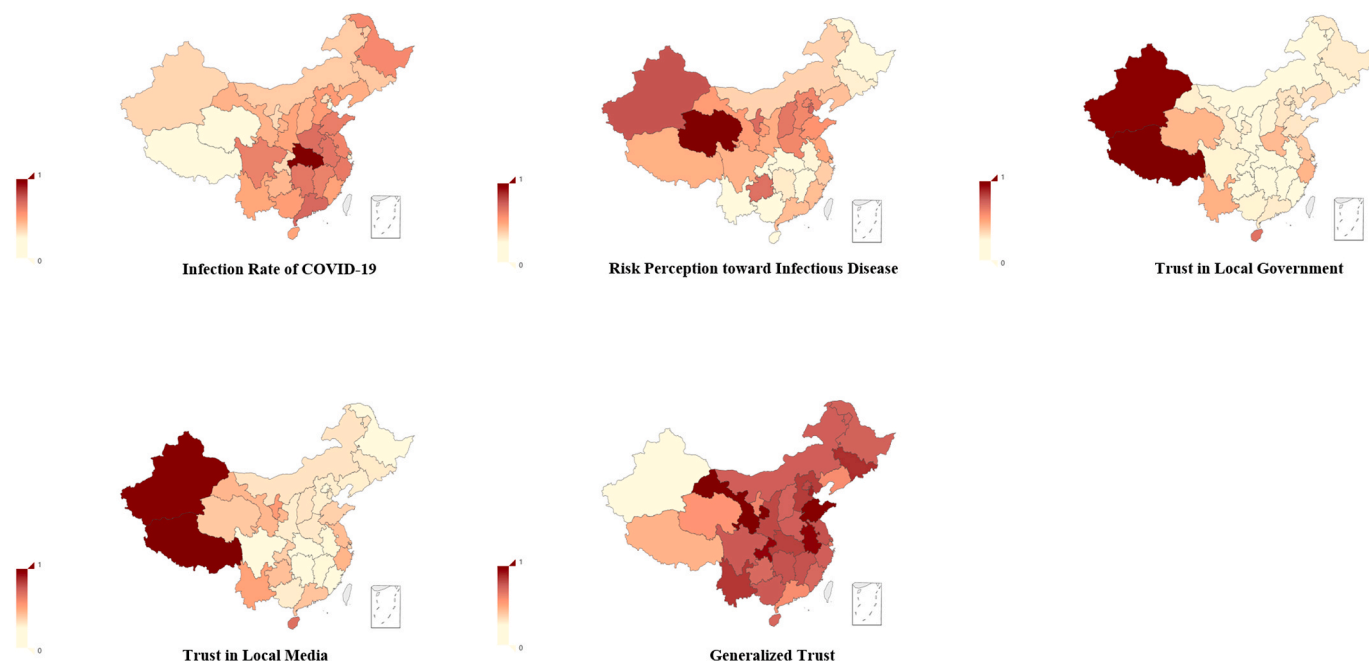 1
0
Infection Rate of COVID-19
1
0
Risk Perception toward Infectious Disease
1
0
Trust in Local Government
1
0
Trust in Local Media
1
0
Generalized Trust